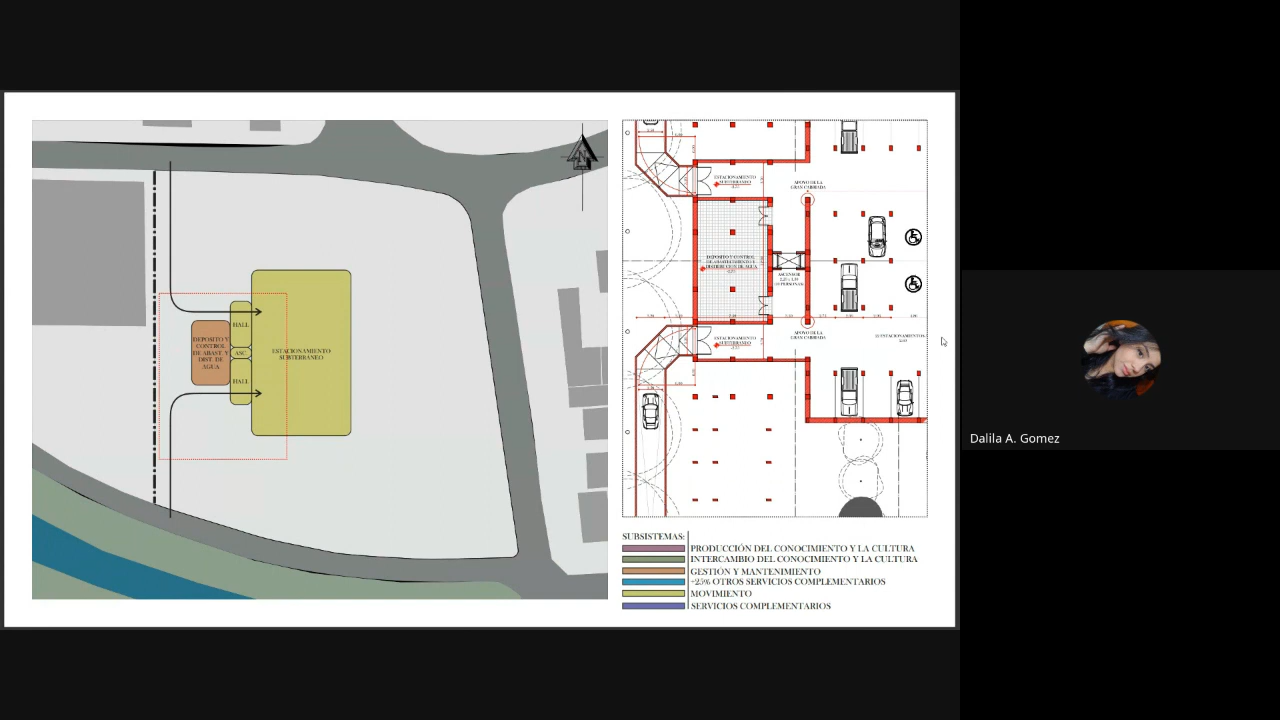 N
HALL
DEPOSITO Y
CONTROL
DE ABAST. Y
DIST. DE
AGUA
ASC.
HALL
ESTACIONAMIENTO
SUBTERRÁNEO
ESTACIONAMIENTO
SUBTERRÁNEO
APOYO DE LA
GRAN CABRIADA
DEPOSITO Y CONTROL
DE ABASTECIMIENTO Y
DISTRIBUCION DE AGUA
ASCENSOR
ESTACIONAMIENTO
SUBTERRÁNEO
APOYO DE LA
GRAN CABRIADA
SUBSISTEMAS:
PRODUCCIÓN DEL CONOCIMIENTO Y LA CULTURA
INTERCAMBIO DEL CONOCIMIENTO Y LA CULTURA
GESTIÓN Y MANTENIMIENTO
+25% OTROS SERVICIOS COMPLEMENTARIOS
MOVIMIENTO
SERVICIOS COMPLEMENTARIOS
Dalila A. Gomez